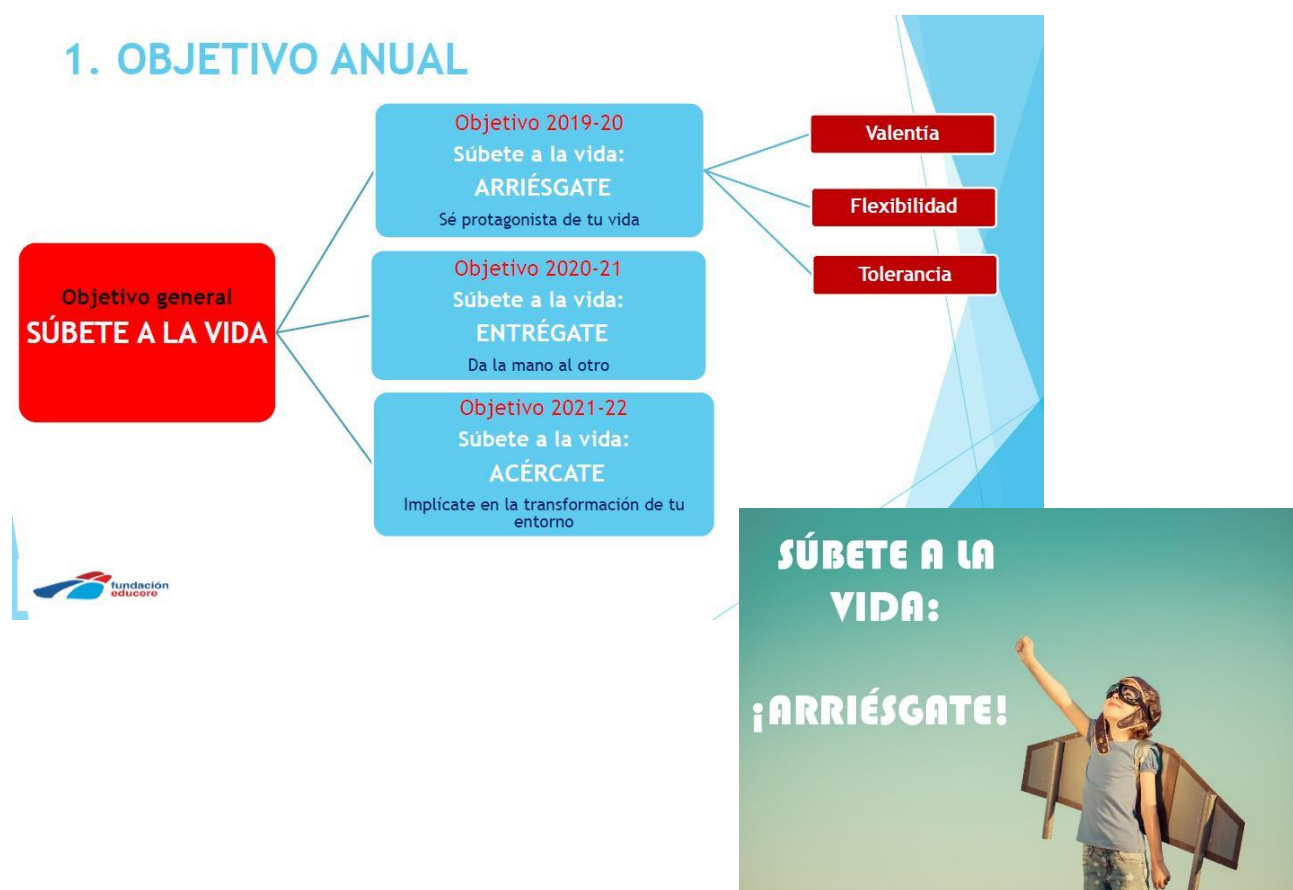 1. OBJETIVO ANUAL
Objetivo general
SÚBETE A LA VIDA
Objetivo 2019-20
Súbete a la vida:
ARRIÉSGATE
Sé protagonista de tu vida
Objetivo 2020-21
Súbete a la vida:
ENTRÉGATE
Da la mano al otro
Objetivo 2021-22
Súbete a la vida:
ACÉRCATE
Implícate en la transformación de tu
entorno
Valentía
Flexibilidad
Tolerancia
fundación
educere
SÚBETE A LA
VIDA:
¡ARRIÉSGATE!